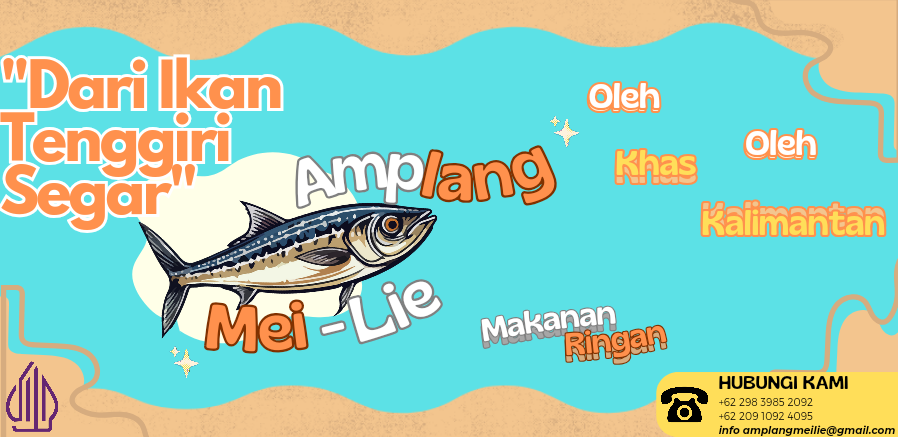 "Dari Ikan
Tenggiri
Segar"
Amplang
Mei - Lie
Oleh
Oleh
Khas
Kalimantan
Makanan
Ringan
HUBUNGI KAMI
+62 298 3985 2092
+62 209 1092 4095
info amplangmeilie@gmail.com